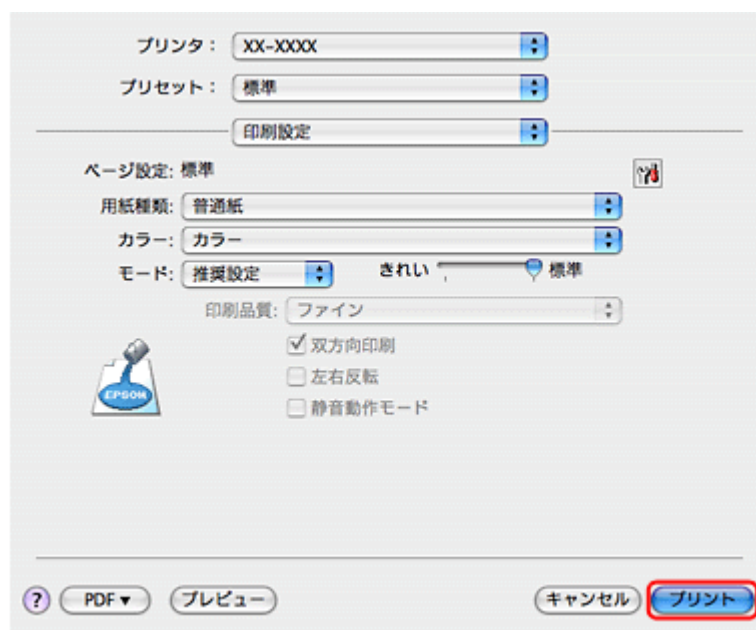 プリンタ： XX-XXXX
プリセット： 標準
印刷設定
ページ設定: 標準
用紙種類: 普通紙
カラー: カラー
モード: 推奨設定 きれい 標準
印刷品質: ファイン
双方向印刷
左右反転
静音動作モード
EPSON
? PDF▼ プレビュー キャンセル プリント